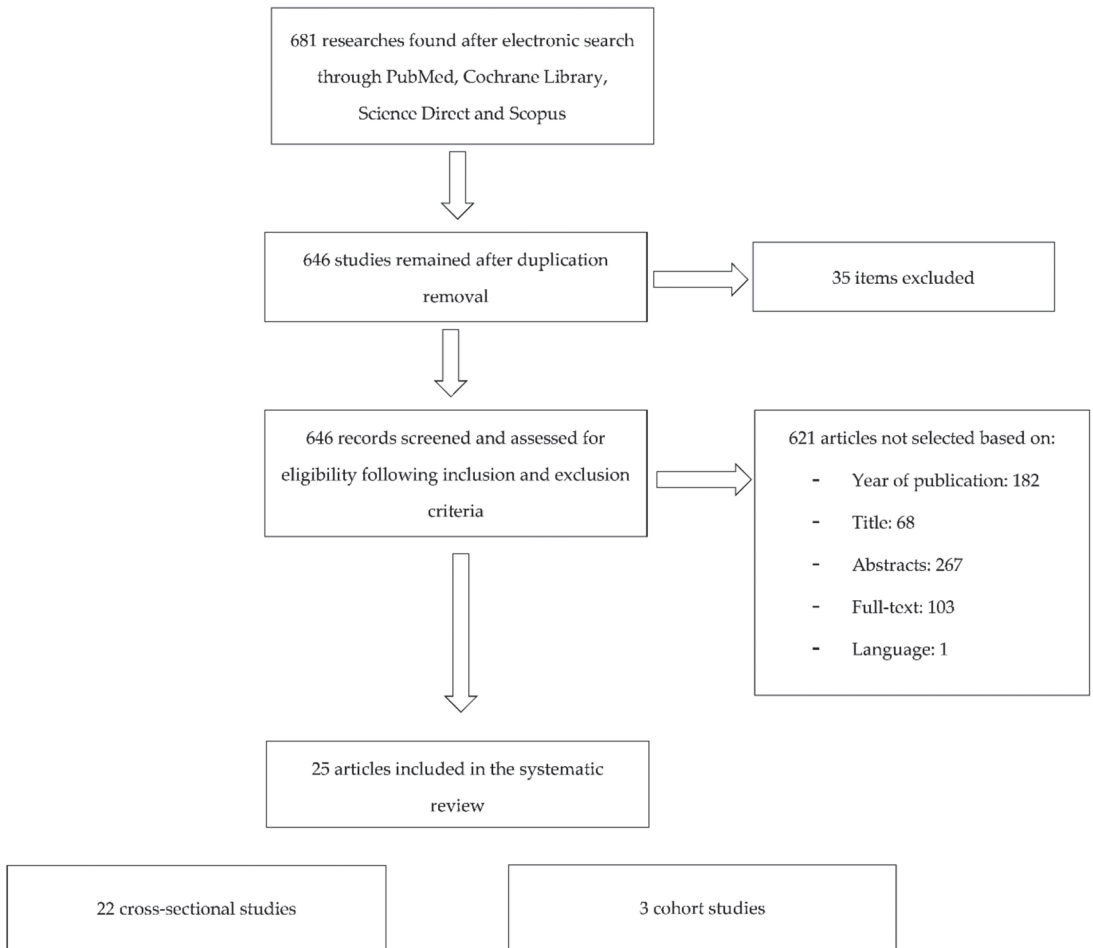 681 researches found after electronic search
through PubMed, Cochrane Library,
Science Direct and Scopus
646 studies remained after duplication
removal
35 items excluded
646 records screened and assessed for
eligibility following inclusion and exclusion
criteria
621 articles not selected based on:
- Year of publication: 182
- Title: 68
- Abstracts: 267
- Full-text: 103
- Language: 1
25 articles included in the systematic
review
22 cross-sectional studies
3 cohort studies